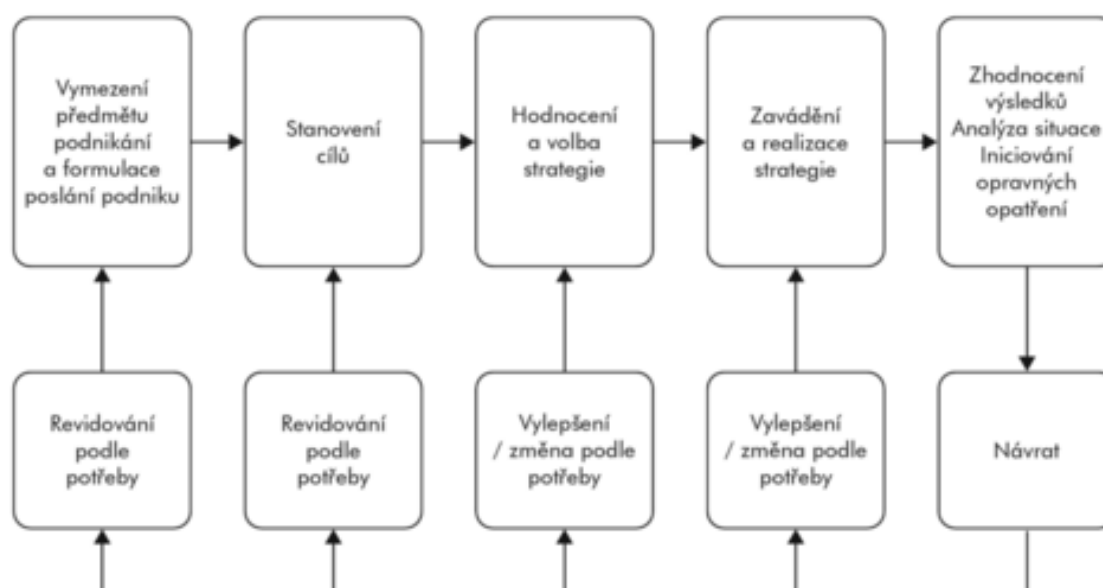 Vymezení
předmětu
podnikání
a formulace
poslání podniku
Stanovení
cílů
Hodnocení
a volba
strategie
Zavádění
a realizace
strategie
Zhodnocení
výsledků
Analýza situace
Iniciování
opravných
opatření
Revidování
podle
potřeby
Revidování
podle
potřeby
Vylepšení
/ změna podle
potřeby
Vylepšení
/ změna podle
potřeby
Návrat